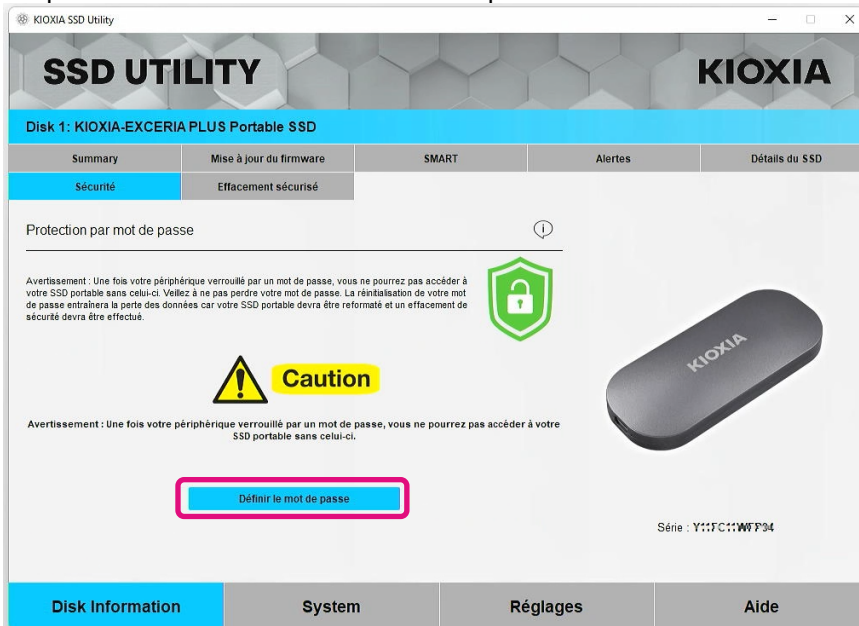 KIOXIA SSD Utility
SSD UTILITY
KIOXIA
Disk 1: KIOXIA-EXCERIA PLUS Portable SSD
Summary
Mise à jour du firmware
SMART
Alertes
Détails du SSD
Sécurité
Effacement sécurisé
Protection par mot de passe
Avertissement : Une fois votre périphérique verrouillé par un mot de passe, vous ne pourrez pas accéder à
votre SSD portable sans celui-ci. Veillez à ne pas perdre votre mot de passe. La réinitialisation de votre mot
de passe entraînera la perte des données car votre SSD portable devra être reformaté et un effacement de
sécurité devra être effectué.
Caution
Avertissement : Une fois votre périphérique verrouillé par un mot de passe, vous ne pourrez pas accéder à votre
SSD portable sans celui-ci.
Définir le mot de passe
KIOXIA
Série :
Disk Information
System
Réglages
Aide